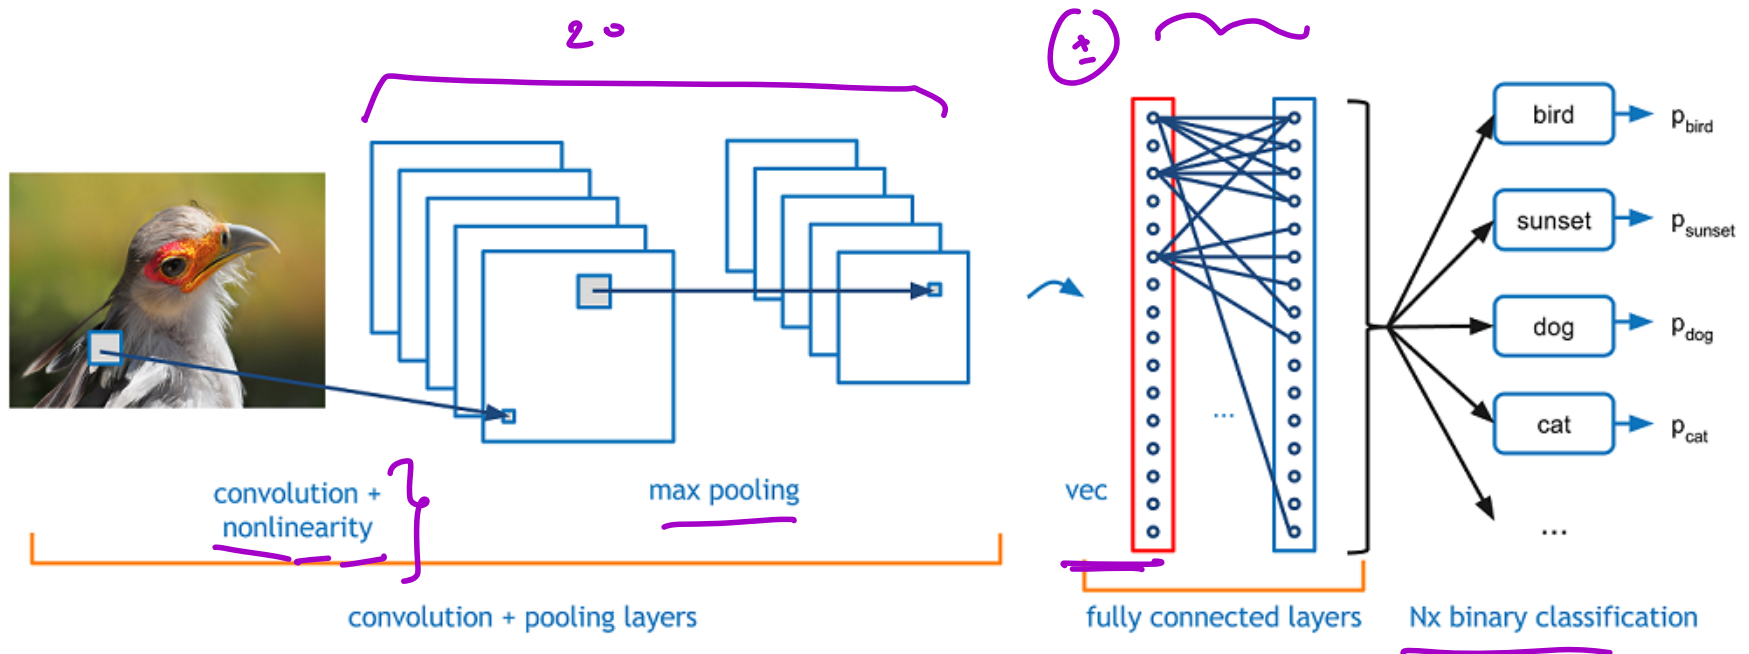 20
bird
p_bird
sunset
p_sunset
dog
p_dog
...
cat
p_cat
convolution +
nonlinearity
max pooling
vec
...
convolution + pooling layers
fully connected layers
Nx binary classification